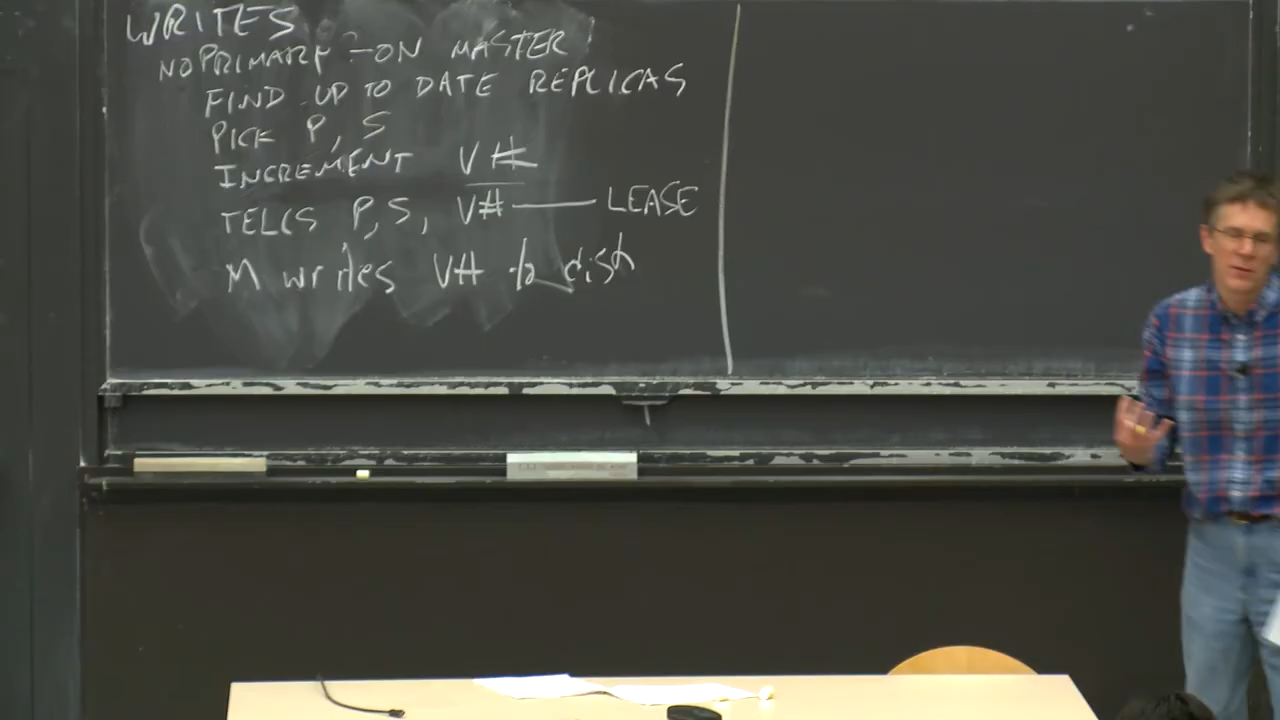 WRITES
NO PRIMARY - ON MASTER
FIND UP TO DATE REPLICAS
PICK P, S
INCREMENT V#
TELLS P, S, V# — LEASE
M writes V# to disk